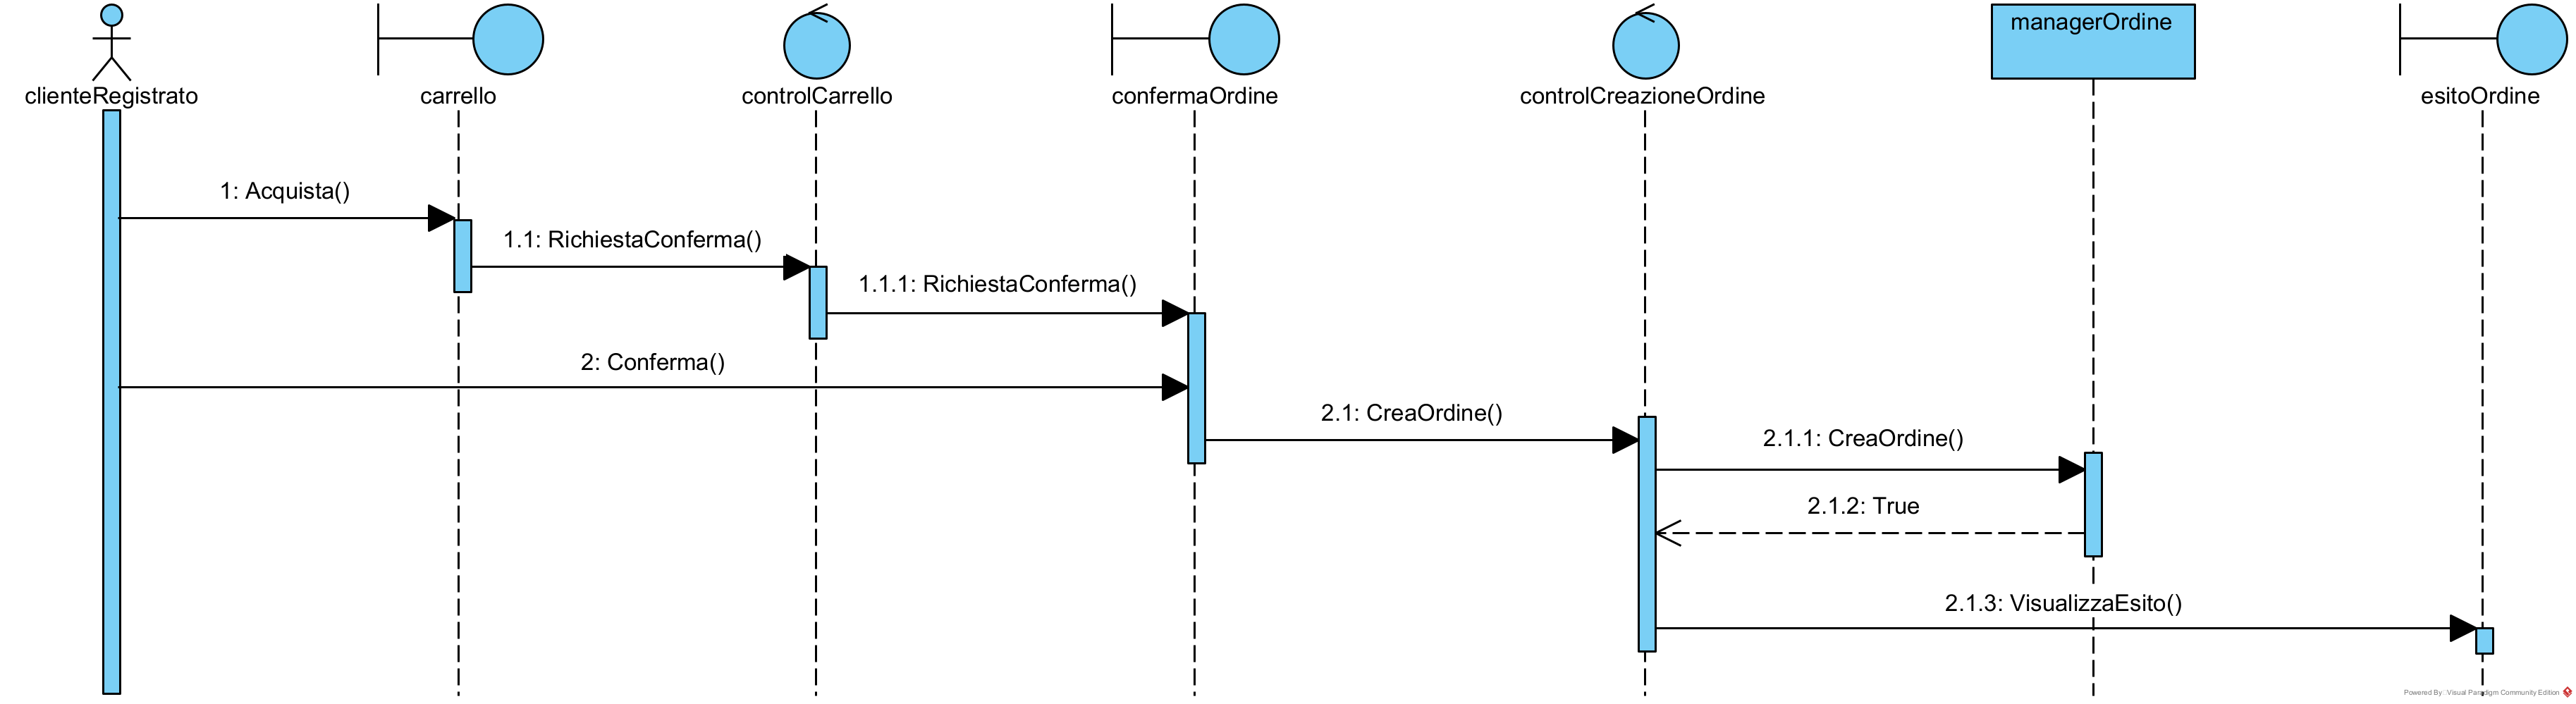 managerOrdine
clienteRegistrato
carrello
controlCarrello
confermaOrdine
controlCreazioneOrdine
esitoOrdine
1: Acquista()
1.1: RichiestaConferma()
1.1.1: RichiestaConferma()
2: Conferma()
2.1: CreaOrdine()
2.1.1: CreaOrdine()
2.1.2: True
2.1.3: VisualizzaEsito()
Powered By Visual Paradigm Community Edition